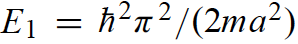 E₁ = ℏ²π²/(2ma²)